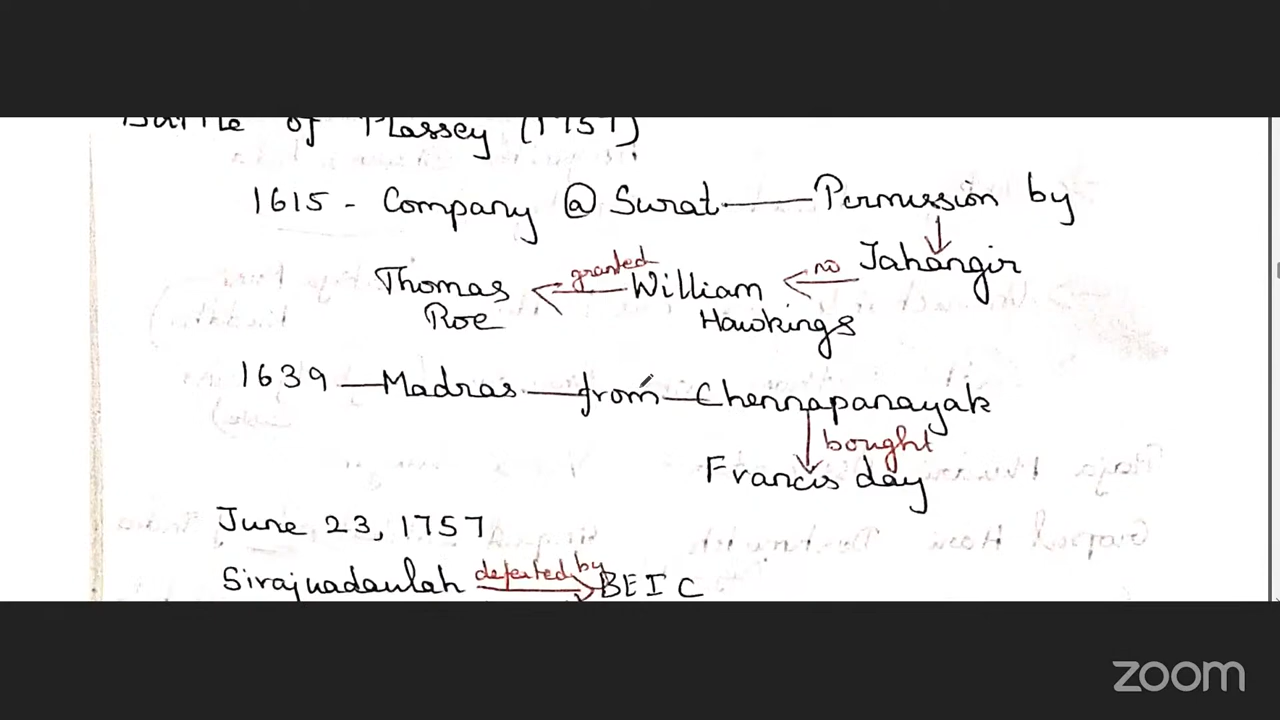 Battle of Plassey (1757)
1615 - Company @ Surat —— Permission by
Jahangir
no
William
Hawkings
granted
Thomas
Roe
1639 — Madras — from — Chennapanayak
bought
Francis day
June 23, 1757
Sirajuadaulah defeated by BEIC
zoom